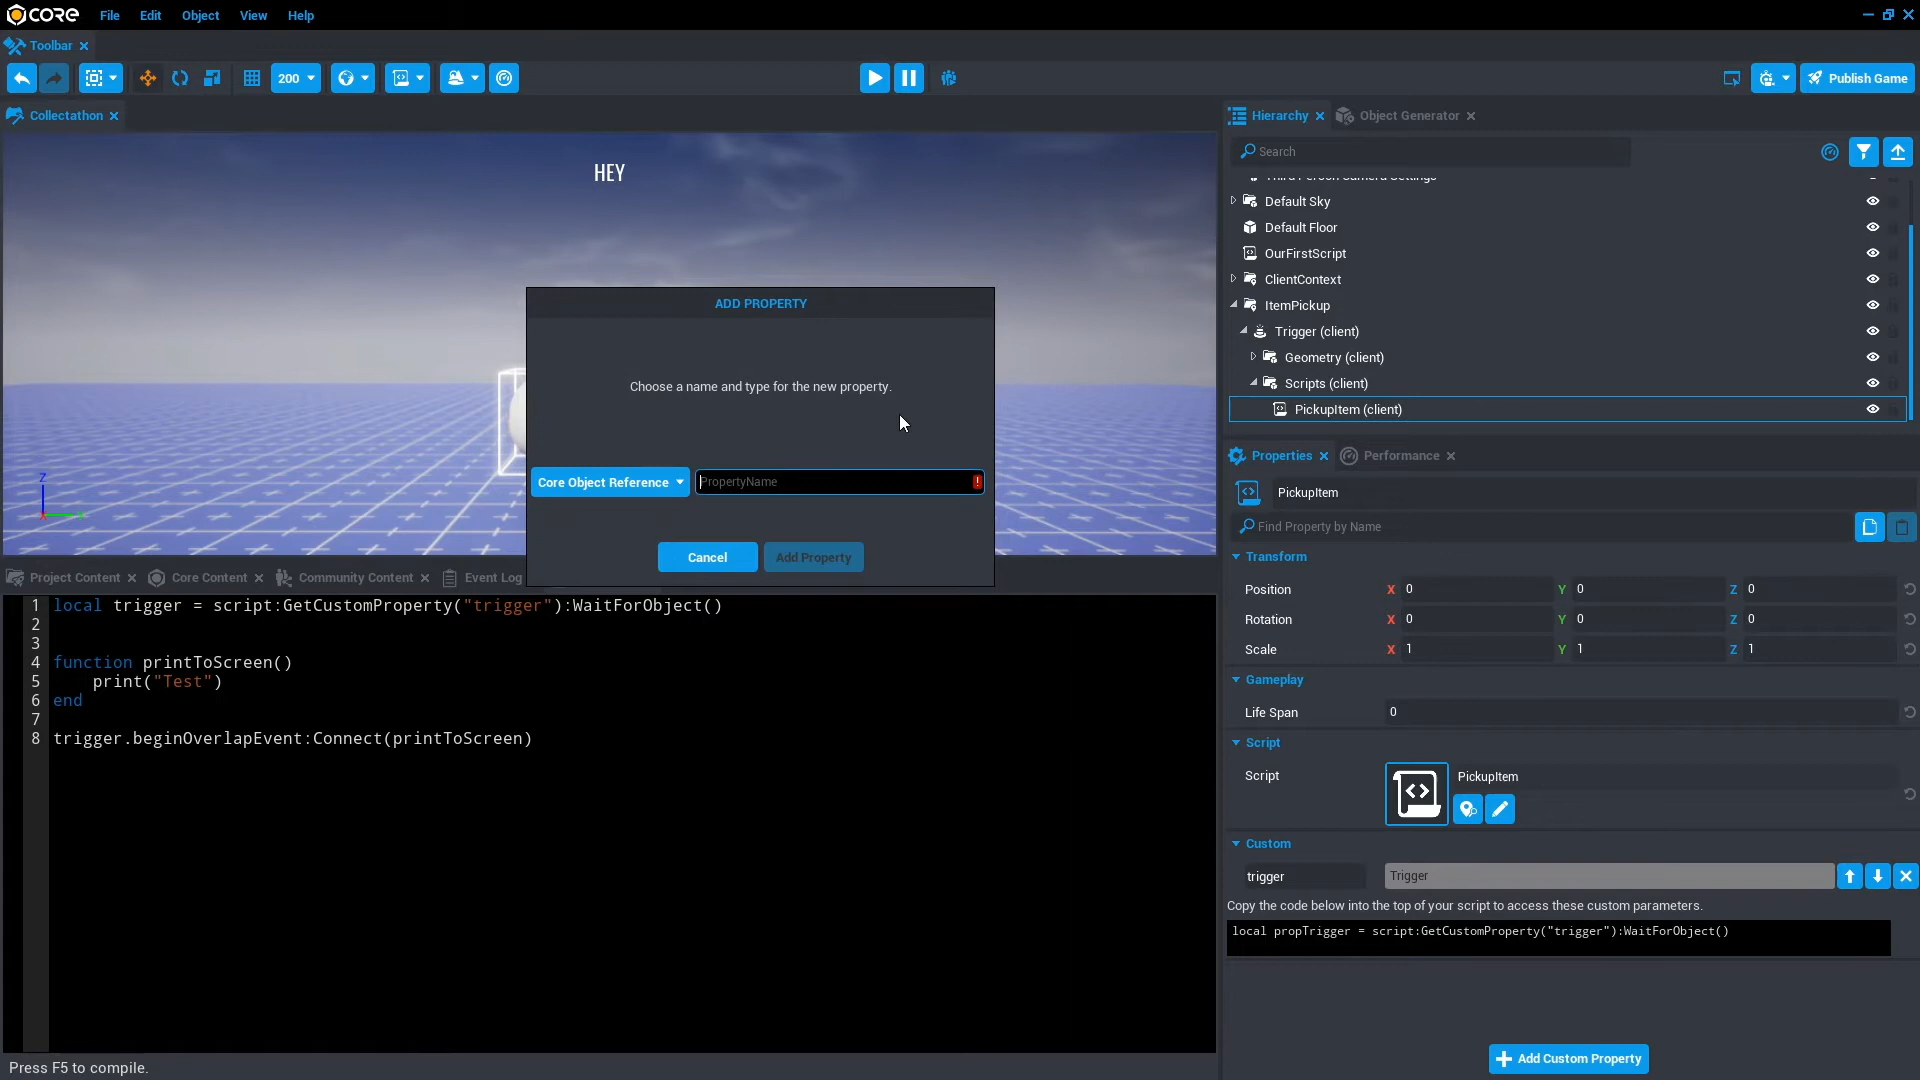 CORE File Edit Object View Help
Toolbar
200
Publish Game
Collectathon
HEY
Z
ADD PROPERTY
Choose a name and type for the new property.
Core Object Reference PropertyName !
Cancel Add Property
Project Content Core Content Community Content Event Log
1 local trigger = script:GetCustomProperty("trigger"):WaitForObject()
2
3
4 function printToScreen()
5 print("Test")
6 end
7
8 trigger.beginOverlapEvent:Connect(printToScreen)
Press F5 to compile.
Hierarchy Object Generator
Search
Third Person Camera Settings
Default Sky
Default Floor
OurFirstScript
ClientContext
ItemPickup
Trigger (client)
Geometry (client)
Scripts (client)
PickupItem (client)
Properties Performance
PickupItem
Find Property by Name
Transform
Position X 0 Y 0 Z 0
Rotation X 0 Y 0 Z 0
Scale X 1 Y 1 Z 1
Gameplay
Life Span 0
Script
Script PickupItem
Custom
trigger Trigger
Copy the code below into the top of your script to access these custom parameters.
local propTrigger = script:GetCustomProperty("trigger"):WaitForObject()
Add Custom Property